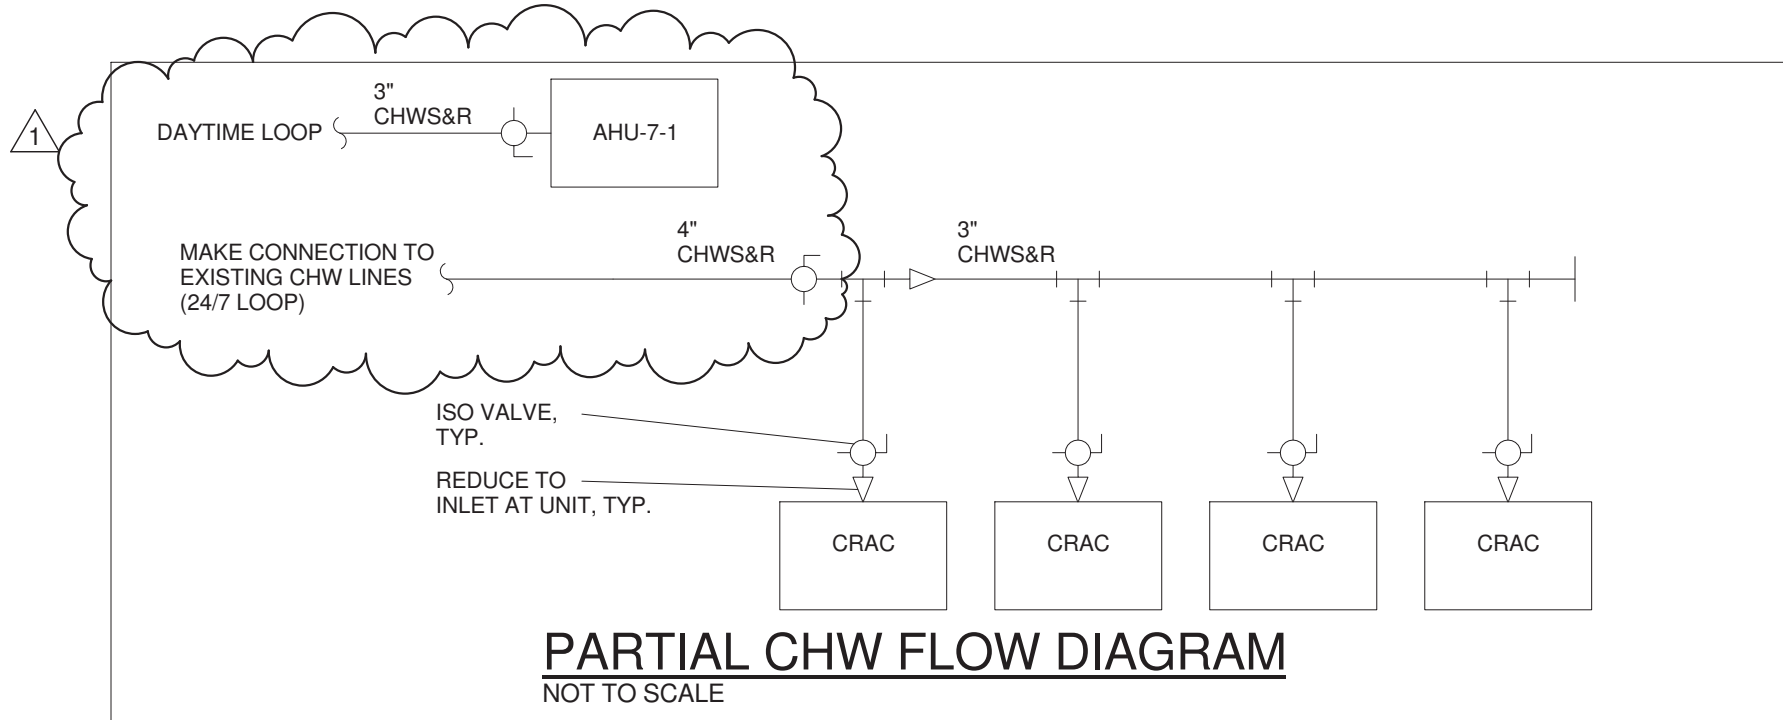 1
3"
CHWS&R
DAYTIME LOOP
AHU-7-1
MAKE CONNECTION TO
EXISTING CHW LINES
(24/7 LOOP)
4"
CHWS&R
3"
CHWS&R
ISO VALVE,
TYP.
REDUCE TO
INLET AT UNIT, TYP.
CRAC
CRAC
CRAC
CRAC
PARTIAL CHW FLOW DIAGRAM
NOT TO SCALE